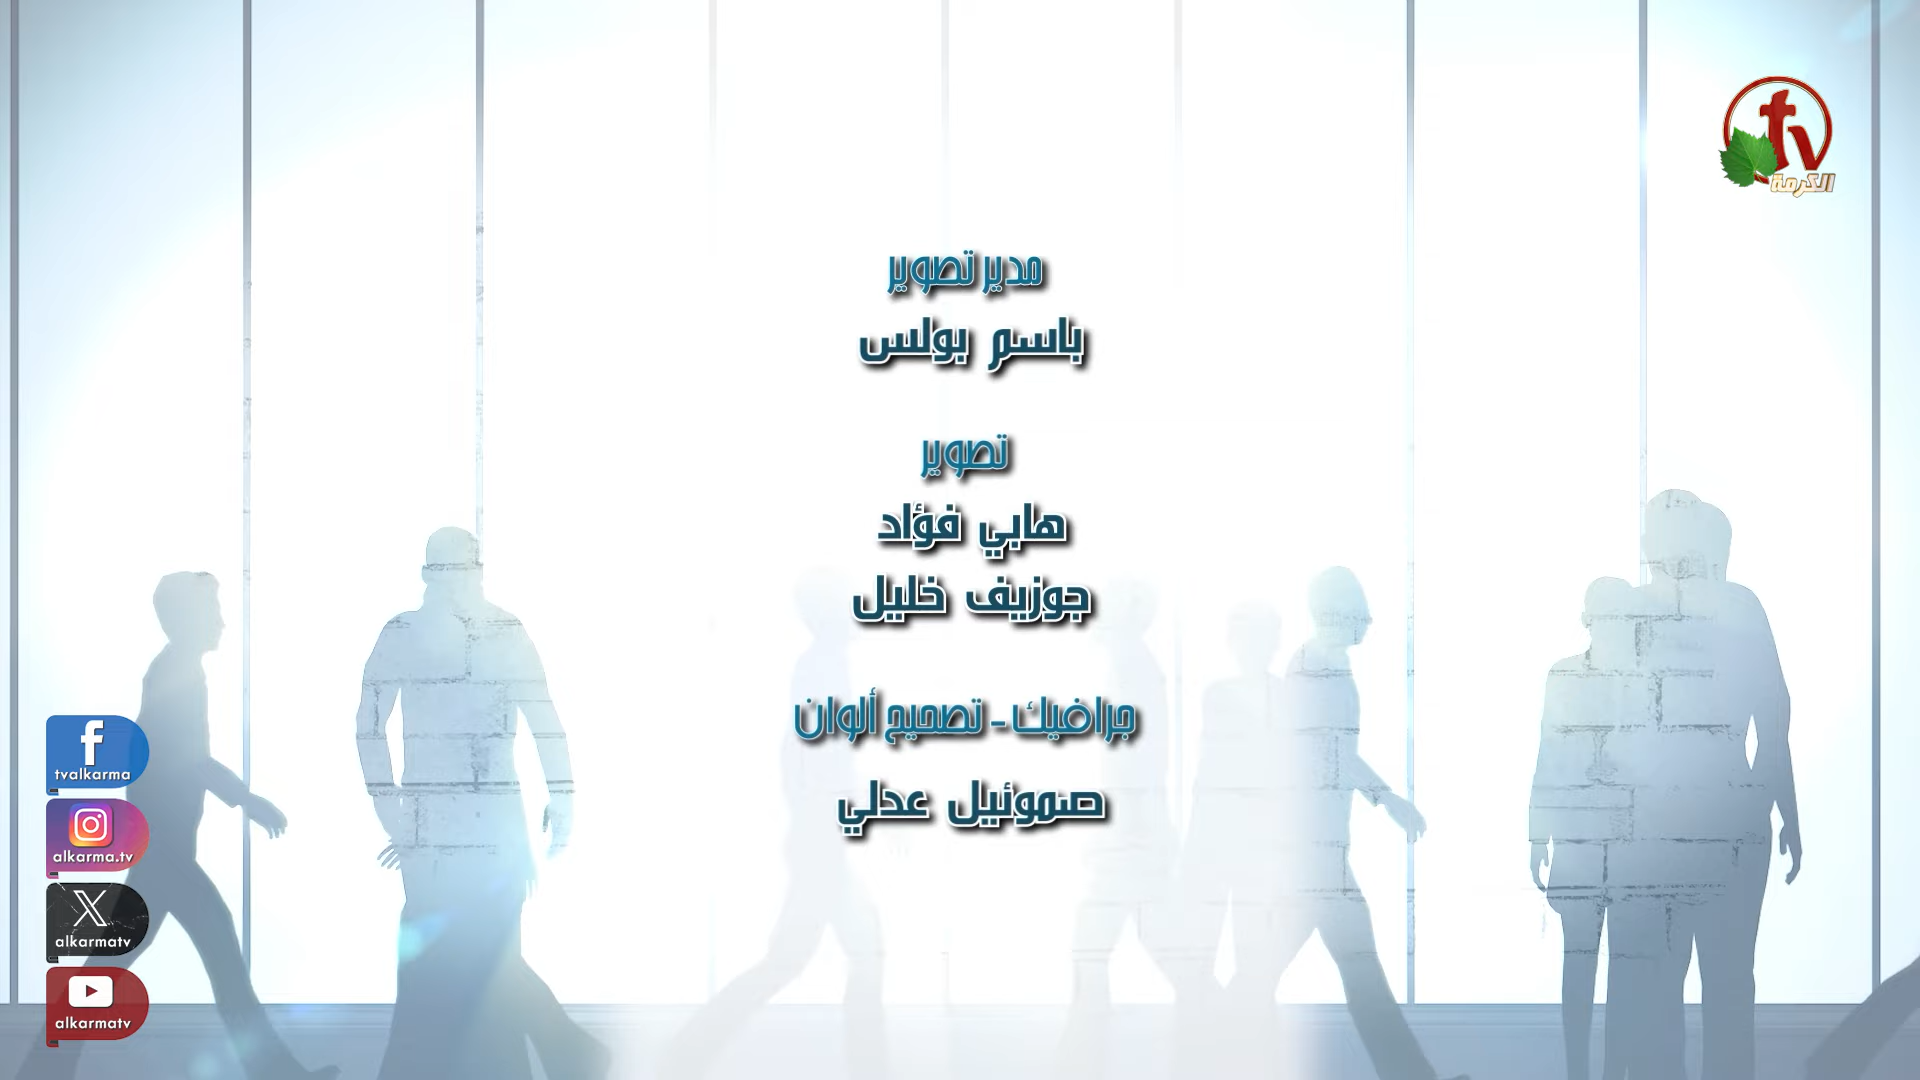 tv
الكرمة
مدير تصوير
باسم بولس
تصوير
هابي فؤاد
جوزيف خليل
جرافيك - تصحيح ألوان
صموئيل عدلي
tvalkarma
alkarma.tv
alkarmatv
alkarmatv